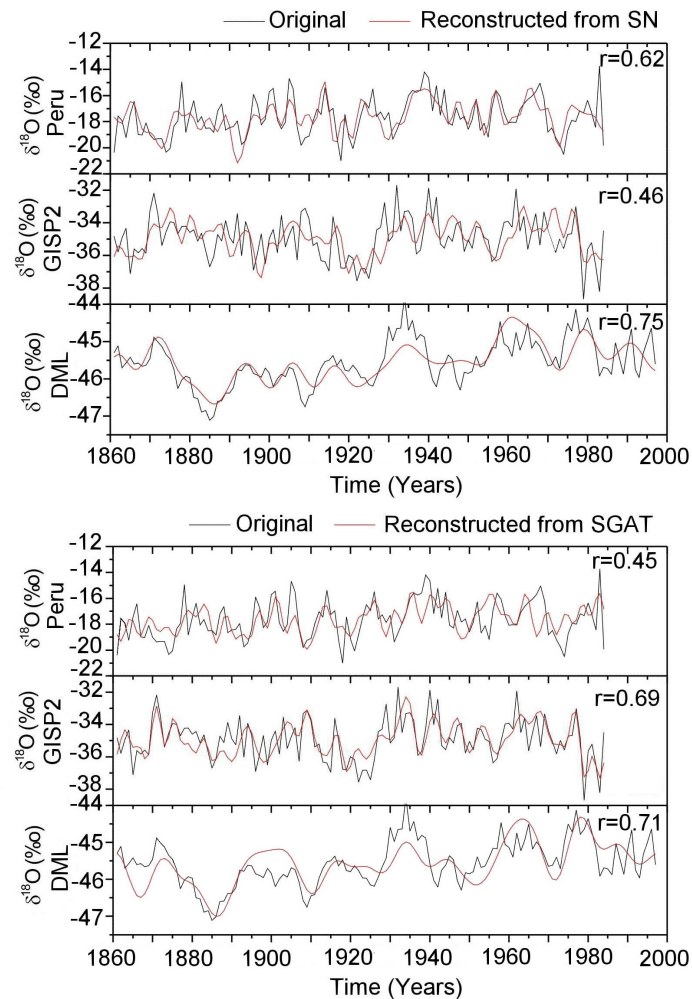 Original Reconstructed from SN
-12
-14
-16
-18
-20
-22
δ18O (‰)
Peru
r=0.62
-32
-34
-36
-38
-44
δ18O (‰)
GISP2
r=0.46
-45
-46
-47
δ18O (‰)
DML
r=0.75
1860 1880 1900 1920 1940 1960 1980 2000
Time (Years)
Original Reconstructed from SGAT
-12
-14
-16
-18
-20
-22
δ18O (‰)
Peru
r=0.45
-32
-34
-36
-38
-44
δ18O (‰)
GISP2
r=0.69
-45
-46
-47
δ18O (‰)
DML
r=0.71
1860 1880 1900 1920 1940 1960 1980 2000
Time (Years)